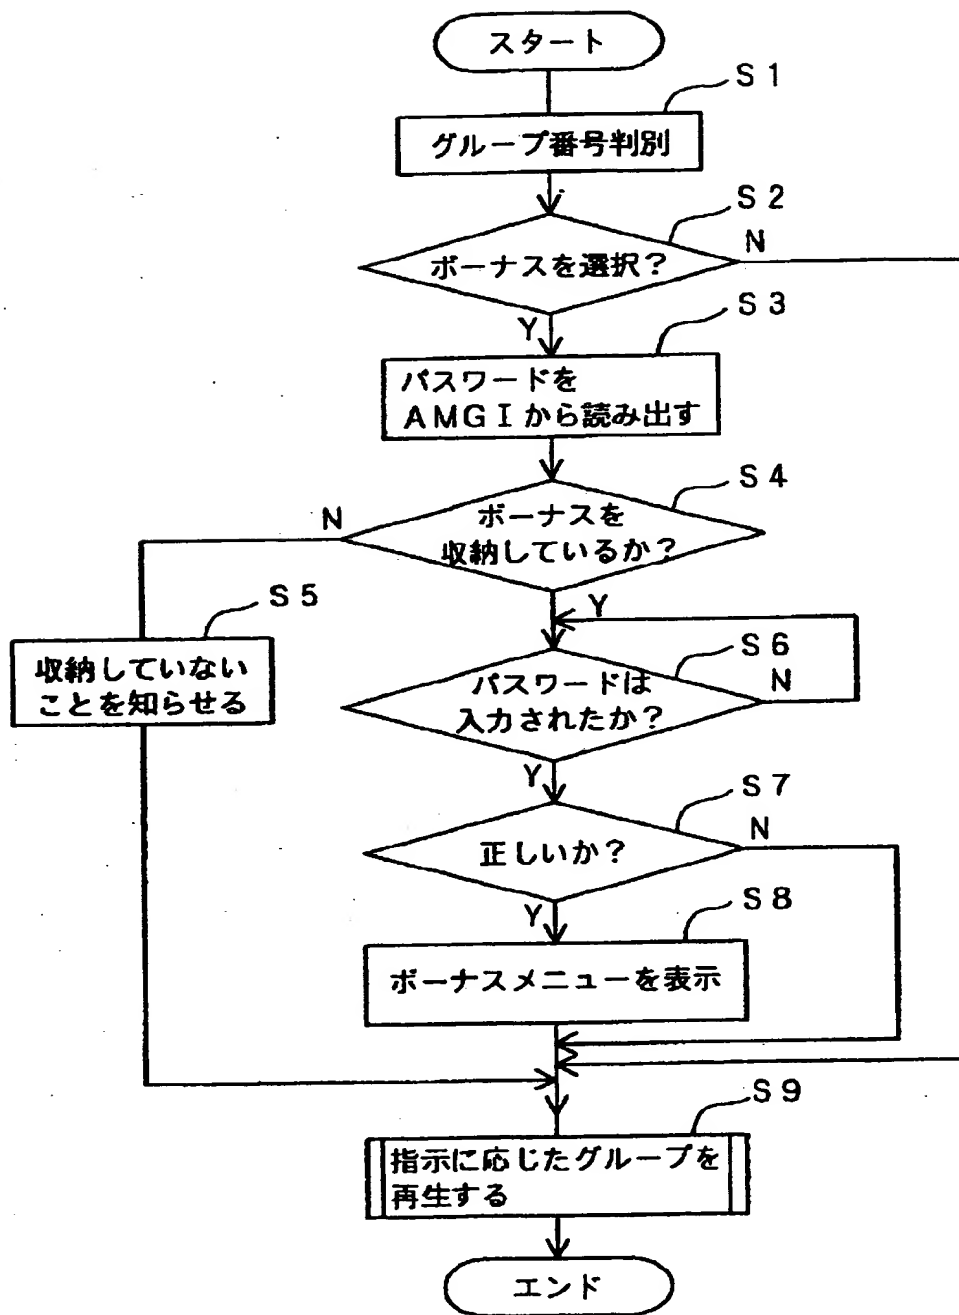 スタート
S1
グループ番号判別
S2
ボーナスを選択?
N
Y
S3
パスワードを
AMGIから読み出す
S4
ボーナスを
収納しているか?
N
Y
S5
収納していない
ことを知らせる
S6
パスワードは
入力されたか?
N
Y
S7
正しいか?
N
Y
S8
ボーナスメニューを表示
S9
指示に応じたグループを
再生する
エンド